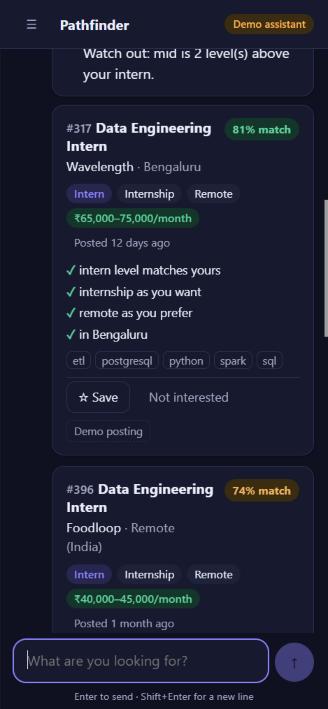 ☰ Pathfinder Demo assistant
Watch out: mid is 2 level(s) above
your intern.
#317 Data Engineering
Intern
81% match
Wavelength · Bengaluru
Intern Internship Remote
₹65,000–75,000/month
Posted 12 days ago
✓ intern level matches yours
✓ internship as you want
✓ remote as you prefer
✓ in Bengaluru
etl postgresql python spark sql
☆ Save Not interested
Demo posting
#396 Data Engineering
Intern
74% match
Foodloop · Remote
(India)
Intern Internship Remote
₹40,000–45,000/month
Posted 1 month ago
What are you looking for?
↑
Enter to send · Shift+Enter for a new line